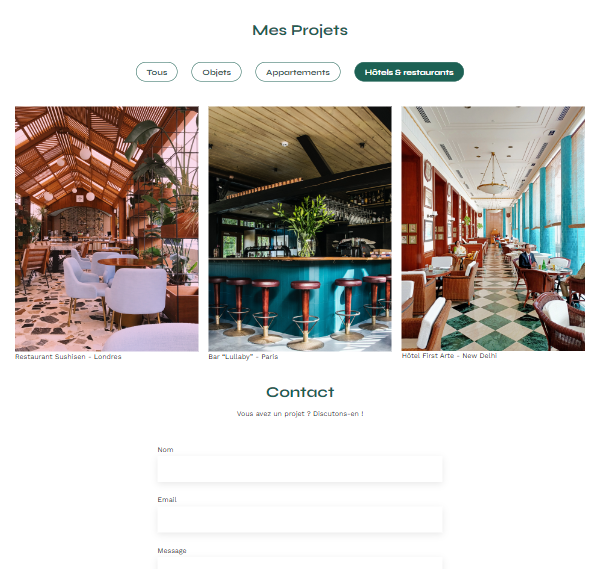 Mes Projets
Tous
Objets
Appartements
Hôtels & restaurants
Restaurant Sushisen - Londres
Bar "Lullaby" - Paris
Hôtel First Arte - New Delhi
Contact
Vous avez un projet ? Discutons-en !
Nom
Email
Message